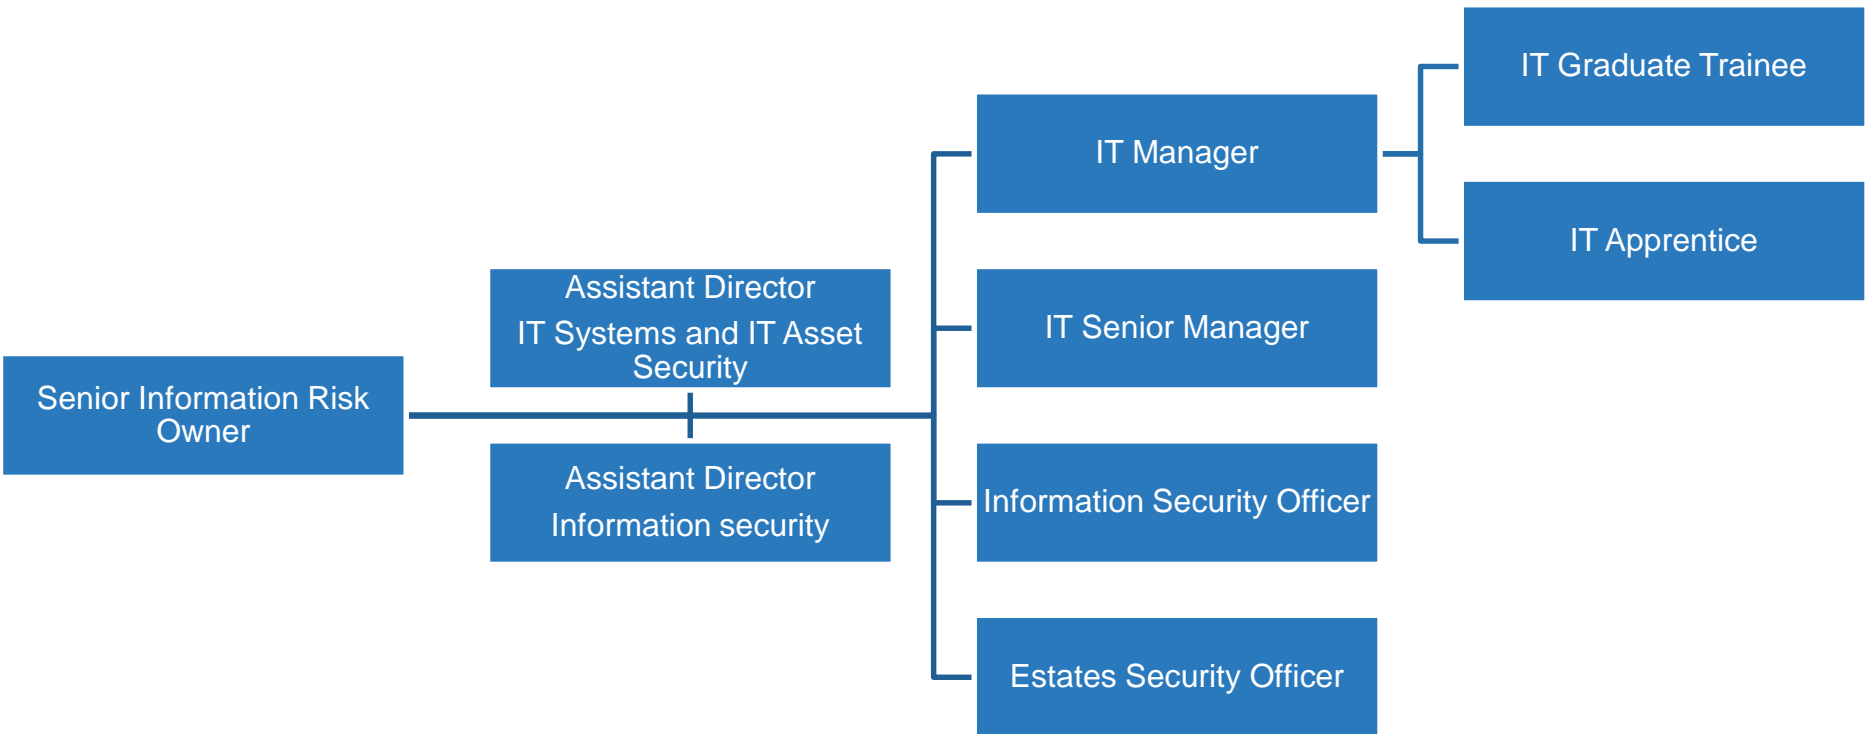 Senior Information Risk
Owner
Assistant Director
IT Systems and IT Asset
Security
Assistant Director
Information security
IT Manager
IT Senior Manager
Information Security Officer
Estates Security Officer
IT Graduate Trainee
IT Apprentice